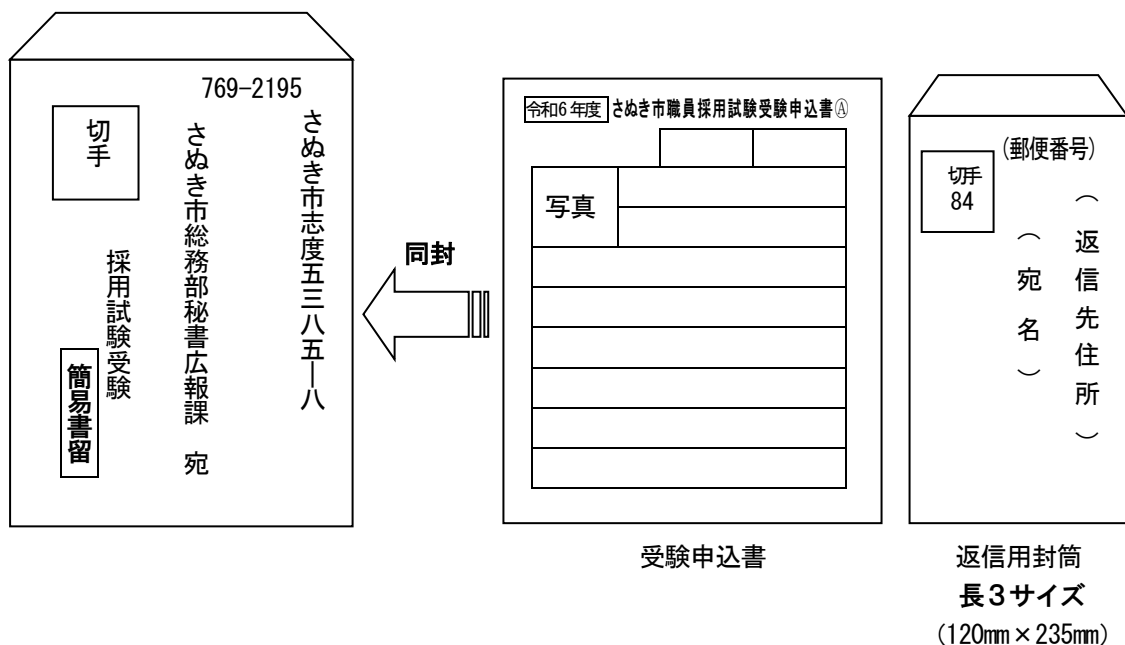 769-2195
さぬき市志度五三八五―八
さぬき市総務部秘書広報課 宛
切手
採用試験受験
簡易書留
同封
令和6年度 さぬき市職員採用試験受験申込書Ⓐ
写真
受験申込書
(郵便番号)
切手
84
(返信先住所)
(宛名)
返信用封筒
長3サイズ
(120㎜×235㎜)